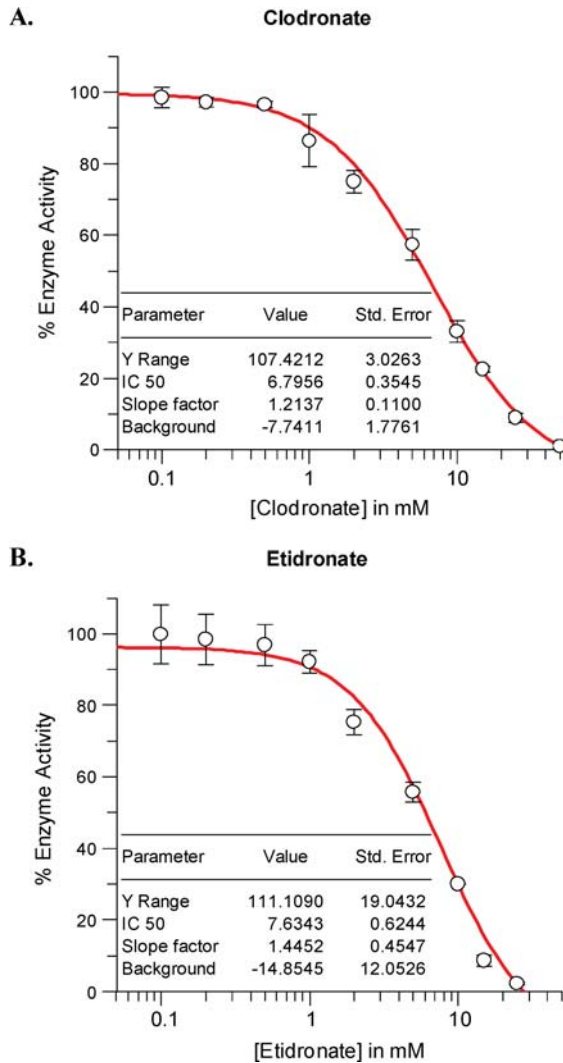 A.
Clodronate
100
80
60
40
20
0
% Enzyme Activity
Parameter Value Std. Error
Y Range 107.4212 3.0263
IC 50 6.7956 0.3545
Slope factor 1.2137 0.1100
Background -7.7411 1.7761
0.1 1 10
[Clodronate] in mM
B.
Etidronate
100
80
60
40
20
0
% Enzyme Activity
Parameter Value Std. Error
Y Range 111.1090 19.0432
IC 50 7.6343 0.6244
Slope factor 1.4452 0.4547
Background -14.8545 12.0526
0.1 1 10
[Etidronate] in mM